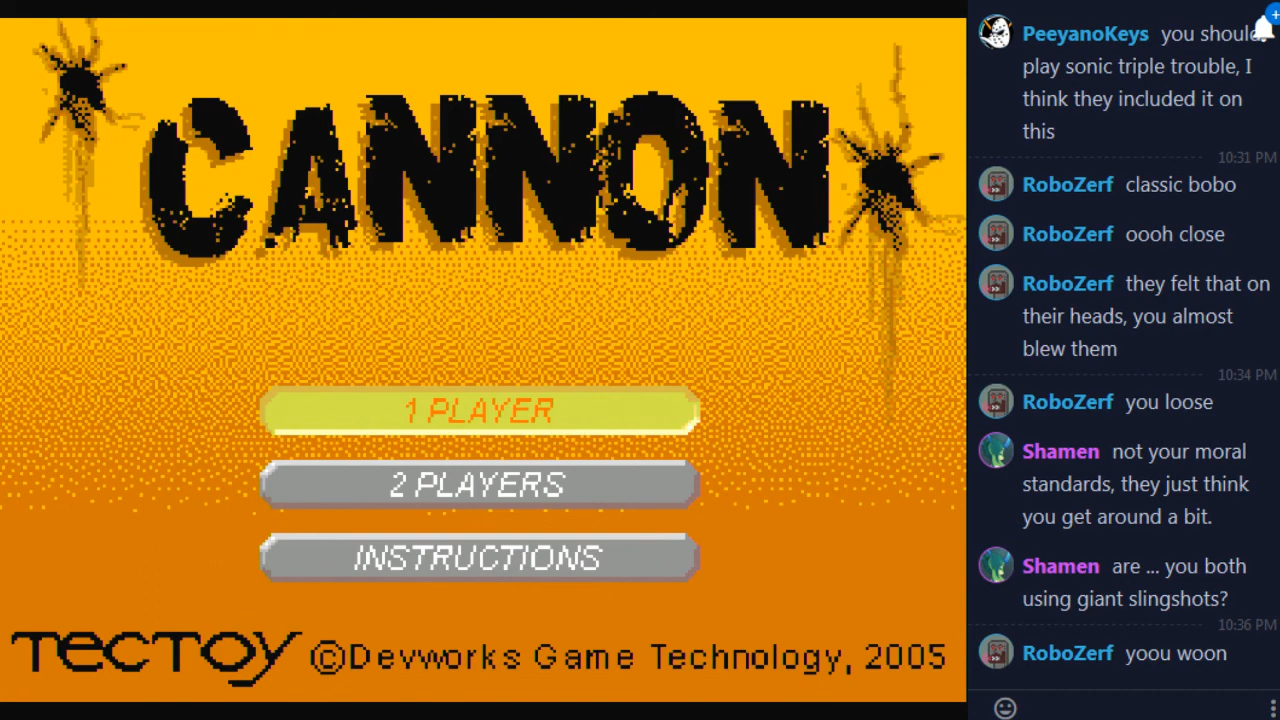 CANNON
1 PLAYER
2 PLAYERS
INSTRUCTIONS
TECTOY ©Devworks Game Technology, 2005
PeeyanoKeys you should
play sonic triple trouble, I
think they included it on
this
10:31 PM
RoboZerf classic bobo
RoboZerf oooh close
RoboZerf they felt that on
their heads, you almost
blew them
10:34 PM
RoboZerf you loose
Shamen not your moral
standards, they just think
you get around a bit.
Shamen are ... you both
using giant slingshots?
10:36 PM
RoboZerf yoou woon